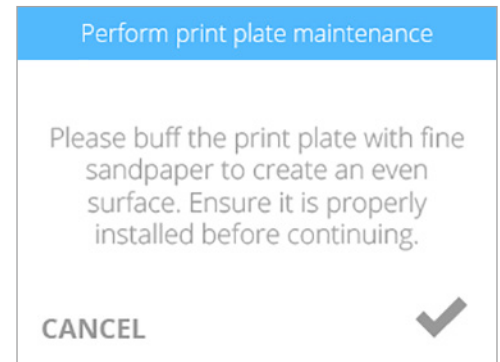 Perform print plate maintenance
Please buff the print plate with fine
sandpaper to create an even
surface. Ensure it is properly
installed before continuing.
CANCEL